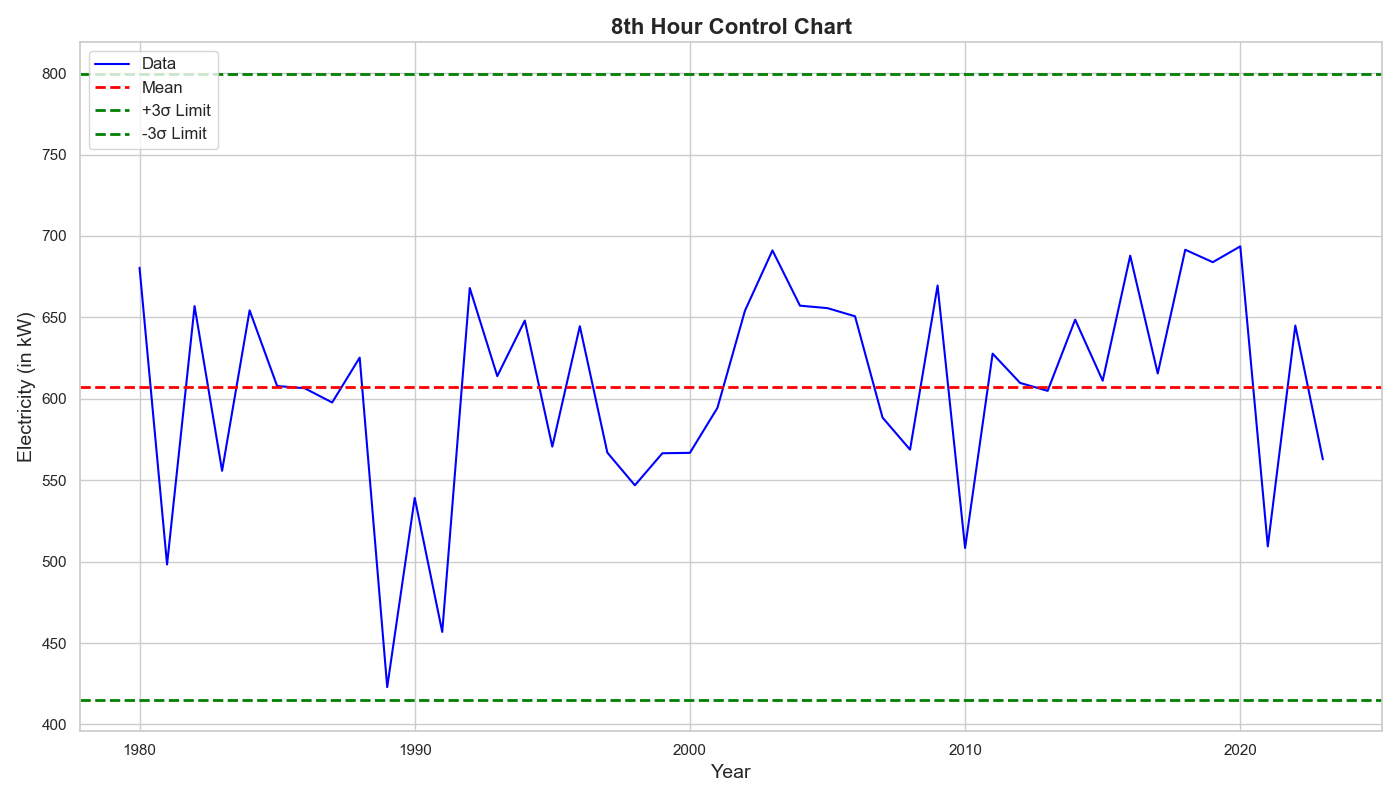 8th Hour Control Chart
Data
Mean
+3σ Limit
-3σ Limit
Electricity (in kW)
800
750
700
650
600
550
500
450
400
1980
1990
2000
2010
2020
Year